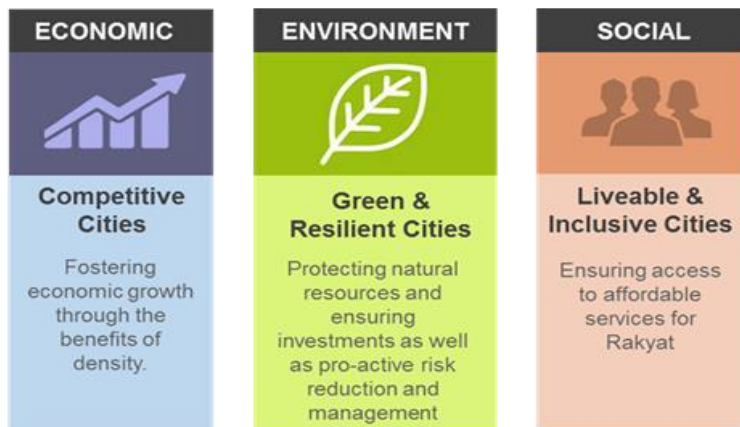 ECONOMIC
Competitive
Cities
Fostering
economic growth
through the
benefits of
density.
ENVIRONMENT
Green &
Resilient Cities
Protecting natural
resources and
ensuring
investments as well
as pro-active risk
reduction and
management
SOCIAL
Liveable &
Inclusive Cities
Ensuring access
to affordable
services for
Rakyat